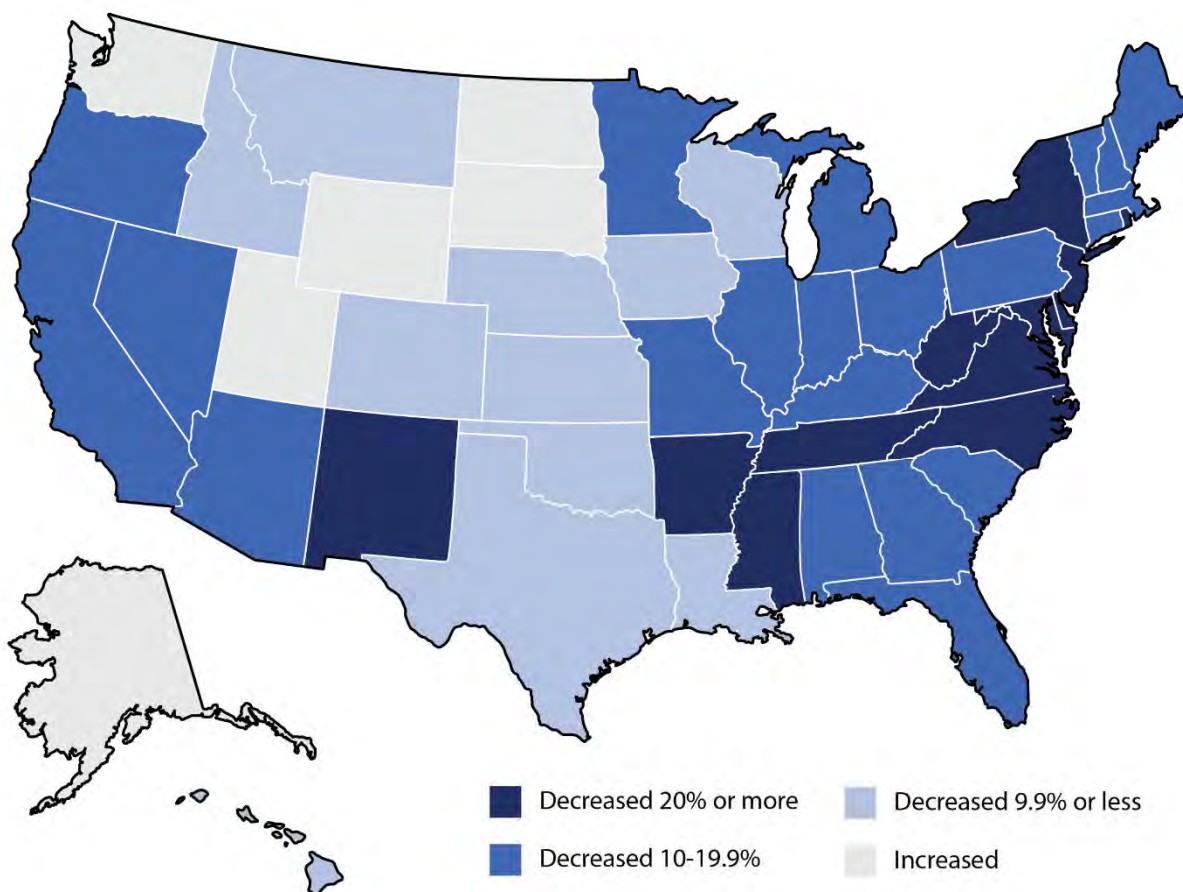 Decreased 20% or more
Decreased 9.9% or less
Decreased 10-19.9%
Increased